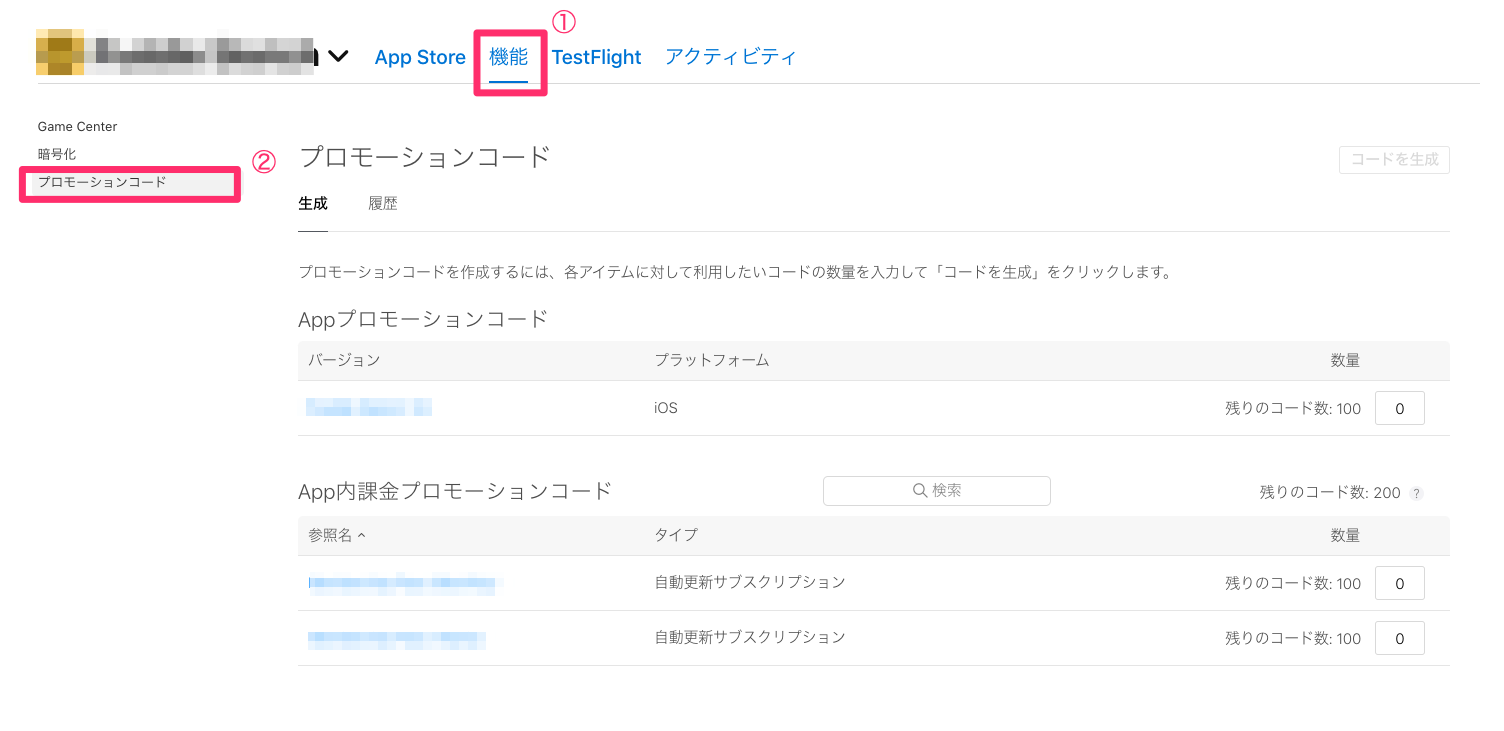 ①
App Store 機能 TestFlight アクティビティ
Game Center
暗号化
② プロモーションコード
プロモーションコード コードを生成
生成 履歴
プロモーションコードを作成するには、各アイテムに対して利用したいコードの数量を入力して「コードを生成」をクリックします。
Appプロモーションコード
バージョン プラットフォーム 数量
iOS 残りのコード数: 100 0
App内課金プロモーションコード 検索 残りのコード数: 200 ?
参照名 タイプ 数量
自動更新サブスクリプション 残りのコード数: 100 0
自動更新サブスクリプション 残りのコード数: 100 0